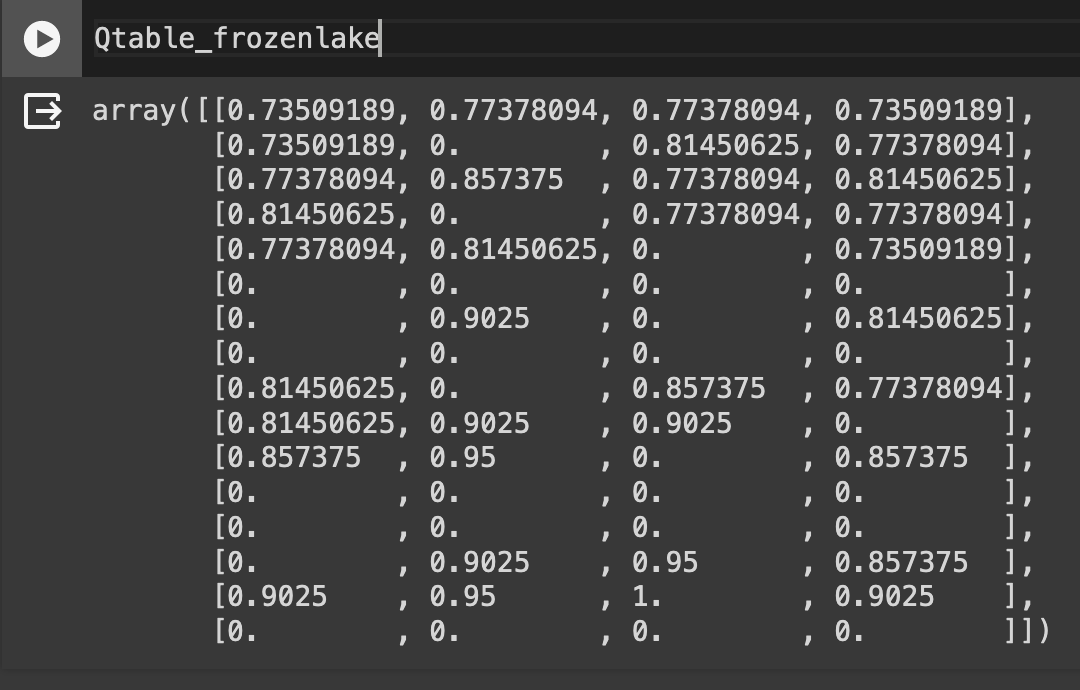 Qtable_frozenlake
array([[0.73509189, 0.77378094, 0.77378094, 0.73509189],
       [0.73509189, 0.        , 0.81450625, 0.77378094],
       [0.77378094, 0.857375  , 0.77378094, 0.81450625],
       [0.81450625, 0.        , 0.77378094, 0.77378094],
       [0.77378094, 0.81450625, 0.        , 0.73509189],
       [0.        , 0.        , 0.        , 0.        ],
       [0.        , 0.9025    , 0.        , 0.81450625],
       [0.        , 0.        , 0.        , 0.        ],
       [0.81450625, 0.        , 0.857375  , 0.77378094],
       [0.81450625, 0.9025    , 0.9025    , 0.        ],
       [0.857375  , 0.95      , 0.        , 0.857375  ],
       [0.        , 0.        , 0.        , 0.        ],
       [0.        , 0.        , 0.        , 0.        ],
       [0.        , 0.9025    , 0.95      , 0.857375  ],
       [0.9025    , 0.95      , 1.        , 0.9025    ],
       [0.        , 0.        , 0.        , 0.        ]])